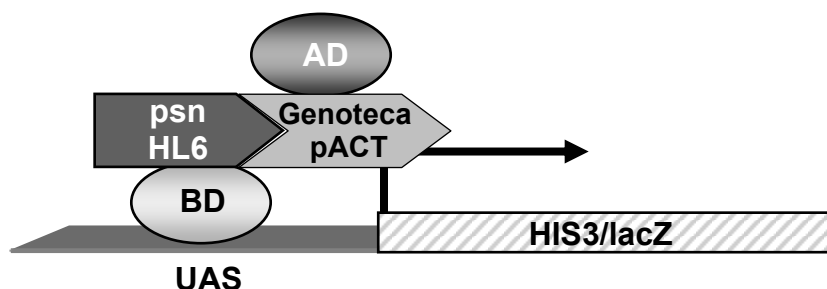 AD
psn
HL6
Genoteca
pACT
BD
HIS3/lacZ
UAS